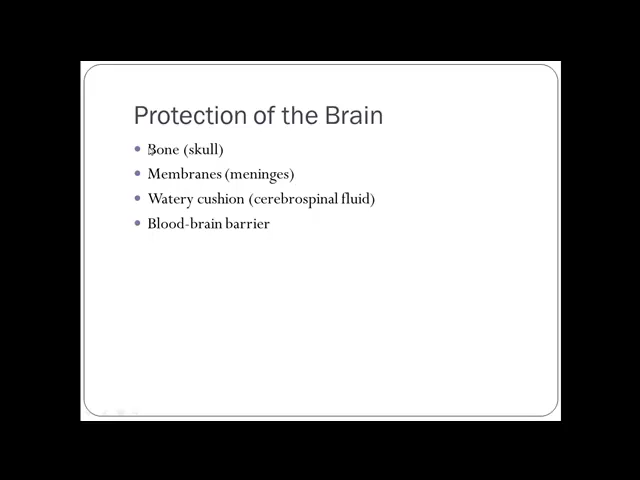 Protection of the Brain
• Bone (skull)
• Membranes (meninges)
• Watery cushion (cerebrospinal fluid)
• Blood-brain barrier